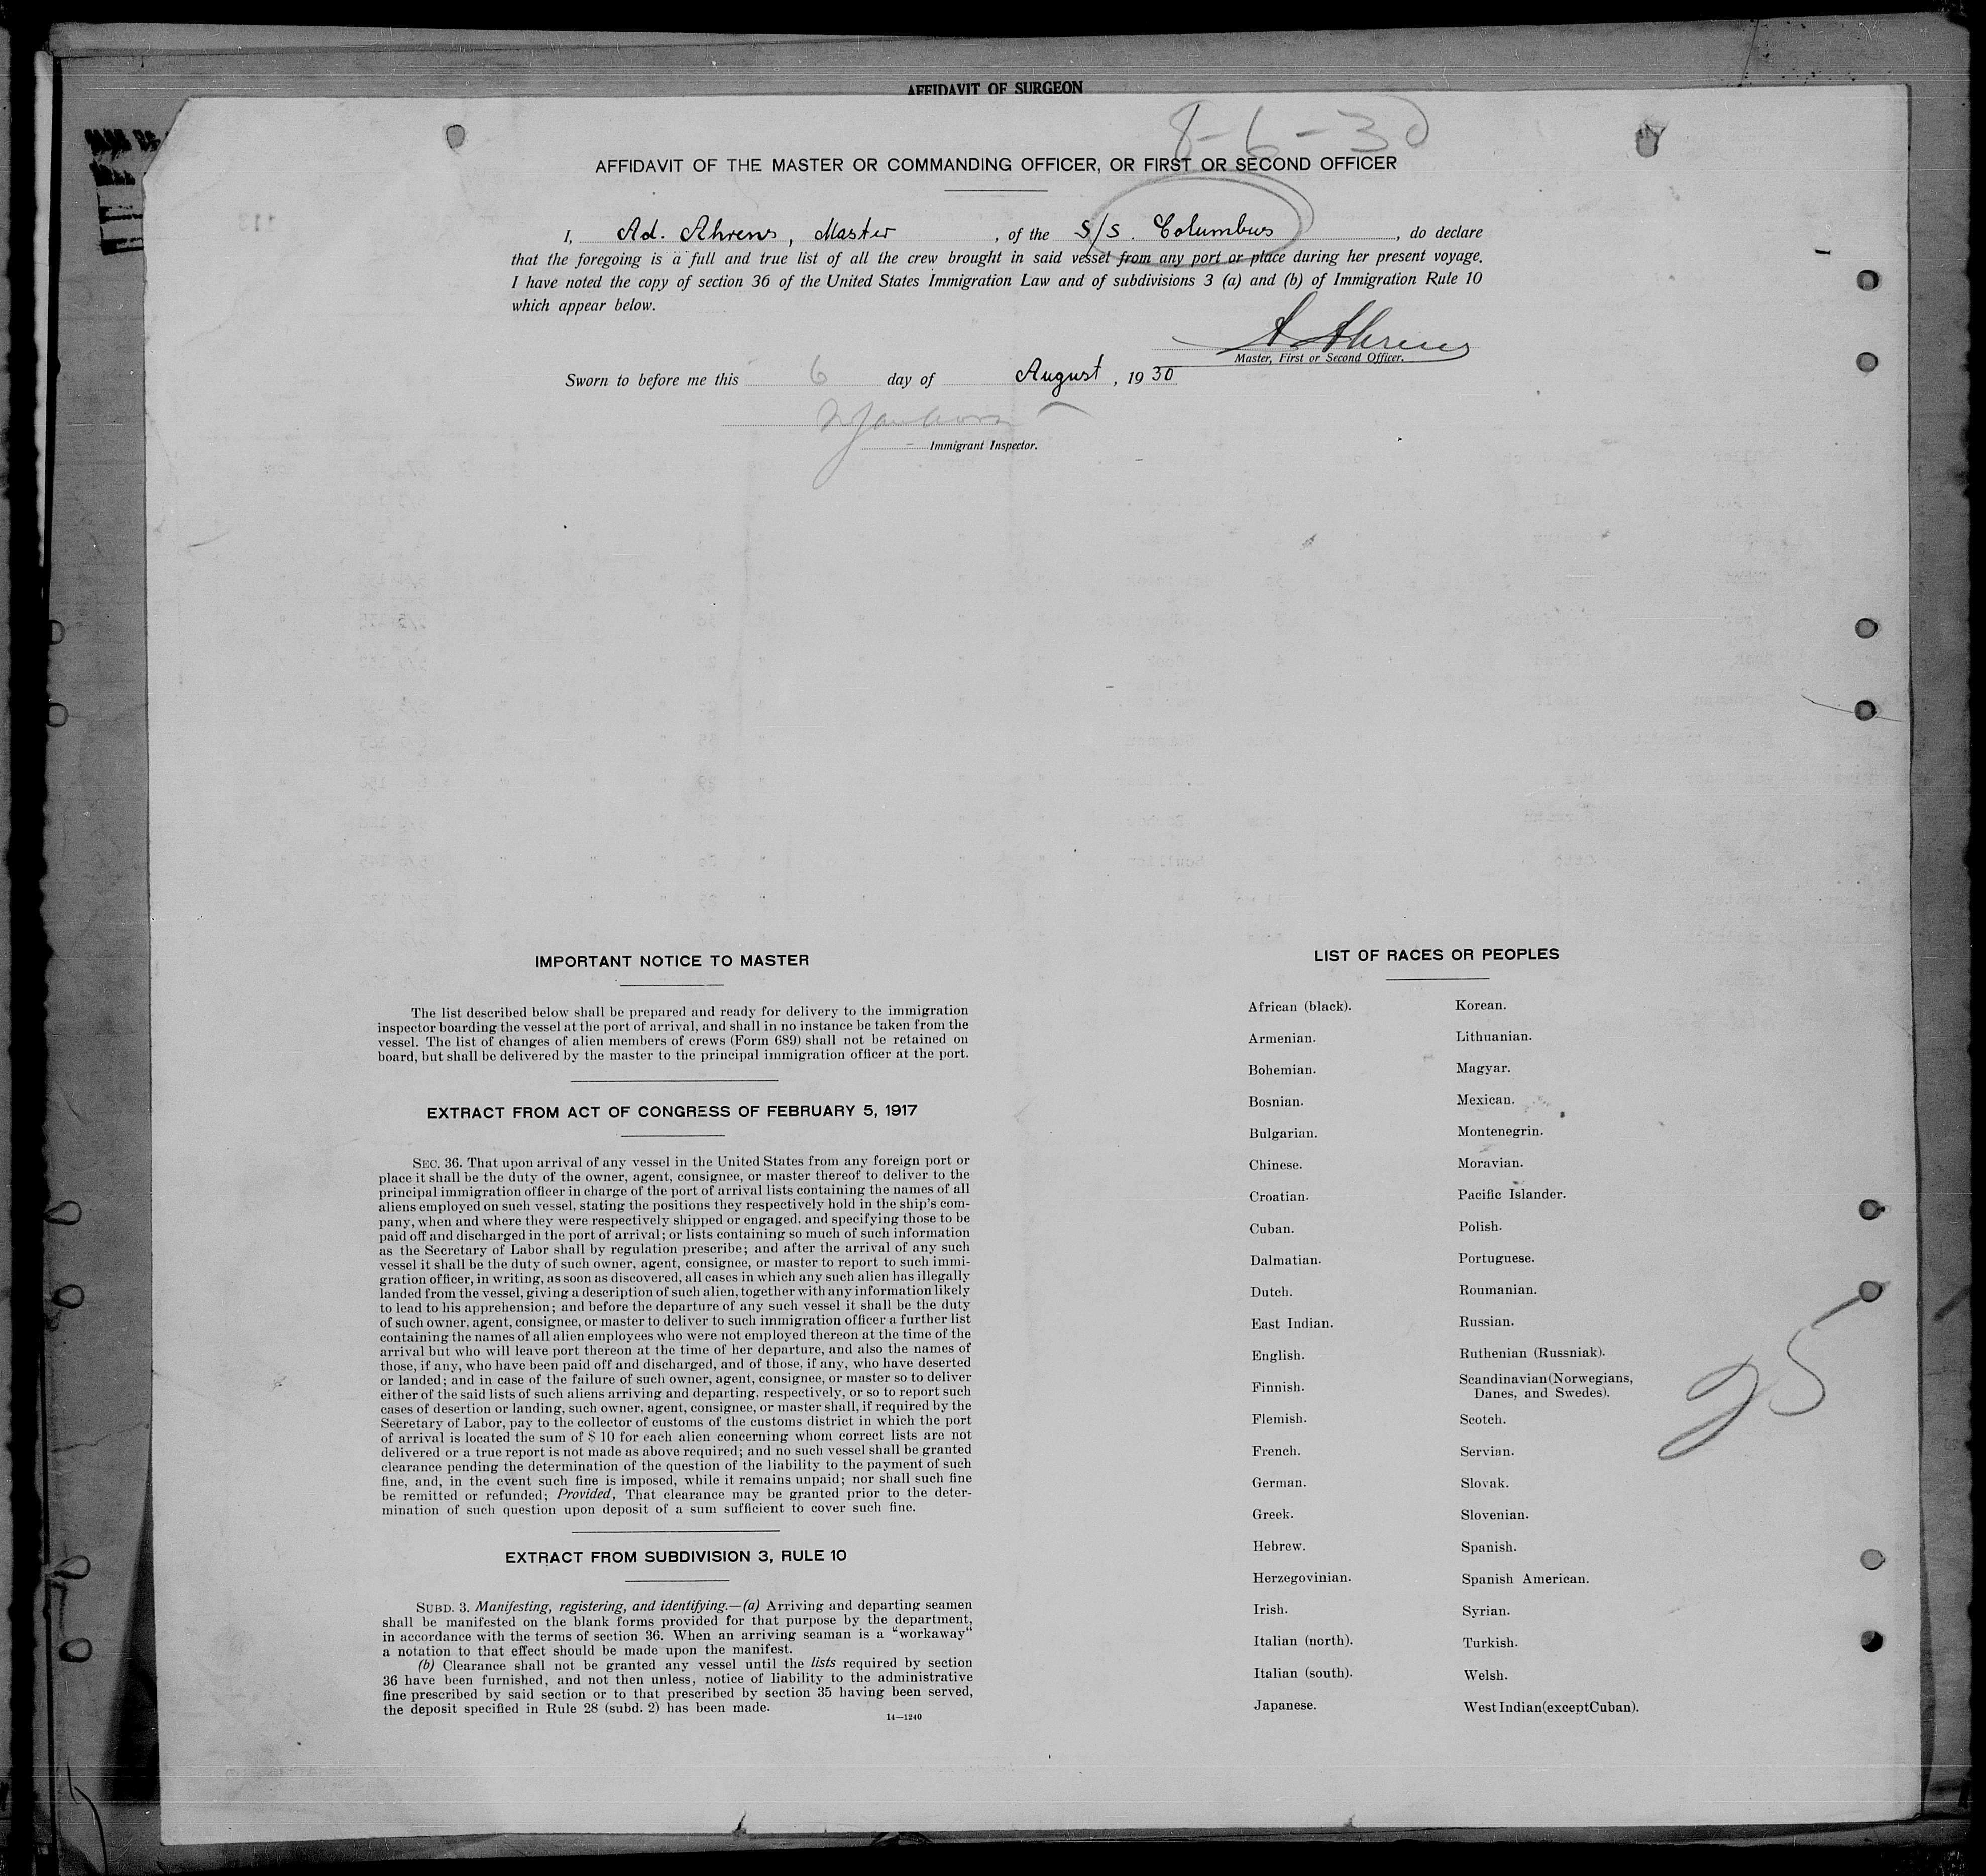 AFFIDAVIT OF SURGEON
8-6-30
AFFIDAVIT OF THE MASTER OR COMMANDING OFFICER, OR FIRST OR SECOND OFFICER
I, Ad. Ahrens, Master, of the S/S. Columbus, do declare
that the foregoing is a full and true list of all the crew brought in said vessel from any port or place during her present voyage.
I have noted the copy of section 36 of the United States Immigration Law and of subdivisions 3 (a) and (b) of Immigration Rule 10
which appear below.
A. Ahrens
Master, First or Second Officer.
Sworn to before me this 6 day of August, 1930
Immigrant Inspector.
IMPORTANT NOTICE TO MASTER
The list described below shall be prepared and ready for delivery to the immigration
inspector boarding the vessel at the port of arrival, and shall in no instance be taken from the
vessel. The list of changes of alien members of crews (Form 689) shall not be retained on
board, but shall be delivered by the master to the principal immigration officer at the port.
EXTRACT FROM ACT OF CONGRESS OF FEBRUARY 5, 1917
SEC. 36. That upon arrival of any vessel in the United States from any foreign port or
place it shall be the duty of the owner, agent, consignee, or master thereof to deliver to the
principal immigration officer in charge of the port of arrival lists containing the names of all
aliens employed on such vessel, stating the positions they respectively hold in the ship's com-
pany, when and where they were respectively shipped or engaged, and specifying those to be
paid off and discharged in the port of arrival; or lists containing so much of such information
as the Secretary of Labor shall by regulation prescribe; and after the arrival of any such
vessel it shall be the duty of such owner, agent, consignee, or master to report to such immi-
gration officer, in writing, as soon as discovered, all cases in which any such alien has illegally
landed from the vessel, giving a description of such alien, together with any information likely
to lead to his apprehension; and before the departure of any such vessel it shall be the duty
of such owner, agent, consignee, or master to deliver to such immigration officer a further list
containing the names of all alien employees who were not employed thereon at the time of the
arrival but who will leave port thereon at the time of her departure, and also the names of
those, if any, who have been paid off and discharged, and of those, if any, who have deserted
or landed; and in case of the failure of such owner, agent, consignee, or master so to deliver
either of the said lists of such aliens arriving and departing, respectively, or so to report such
cases of desertion or landing, such owner, agent, consignee, or master shall, if required by the
Secretary of Labor, pay to the collector of customs of the customs district in which the port
of arrival is located the sum of $ 10 for each alien concerning whom correct lists are not
delivered or a true report is not made as above required; and no such vessel shall be granted
clearance pending the determination of the question of the liability to the payment of such
fine, and, in the event such fine is imposed, while it remains unpaid; nor shall such fine
be remitted or refunded; Provided, That clearance may be granted prior to the deter-
mination of such question upon deposit of a sum sufficient to cover such fine.
EXTRACT FROM SUBDIVISION 3, RULE 10
SUBD. 3. Manifesting, registering, and identifying.—(a) Arriving and departing seamen
shall be manifested on the blank forms provided for that purpose by the department,
in accordance with the terms of section 36. When an arriving seaman is a "workaway"
a notation to that effect should be made upon the manifest.
(b) Clearance shall not be granted any vessel until the lists required by section
36 have been furnished, and not then unless, notice of liability to the administrative
fine prescribed by said section or to that prescribed by section 35 having been served,
the deposit specified in Rule 28 (subd. 2) has been made.
14—1240
LIST OF RACES OR PEOPLES
African (black).
Armenian.
Bohemian.
Bosnian.
Bulgarian.
Chinese.
Croatian.
Cuban.
Dalmatian.
Dutch.
East Indian.
English.
Finnish.
Flemish.
French.
German.
Greek.
Hebrew.
Herzegovinian.
Irish.
Italian (north).
Italian (south).
Japanese.
Korean.
Lithuanian.
Magyar.
Mexican.
Montenegrin.
Moravian.
Pacific Islander.
Polish.
Portuguese.
Roumanian.
Russian.
Ruthenian (Russniak).
Scandinavian(Norwegians,
Danes, and Swedes).
Scotch.
Servian.
Slovak.
Slovenian.
Spanish.
Spanish American.
Syrian.
Turkish.
Welsh.
West Indian(except Cuban).